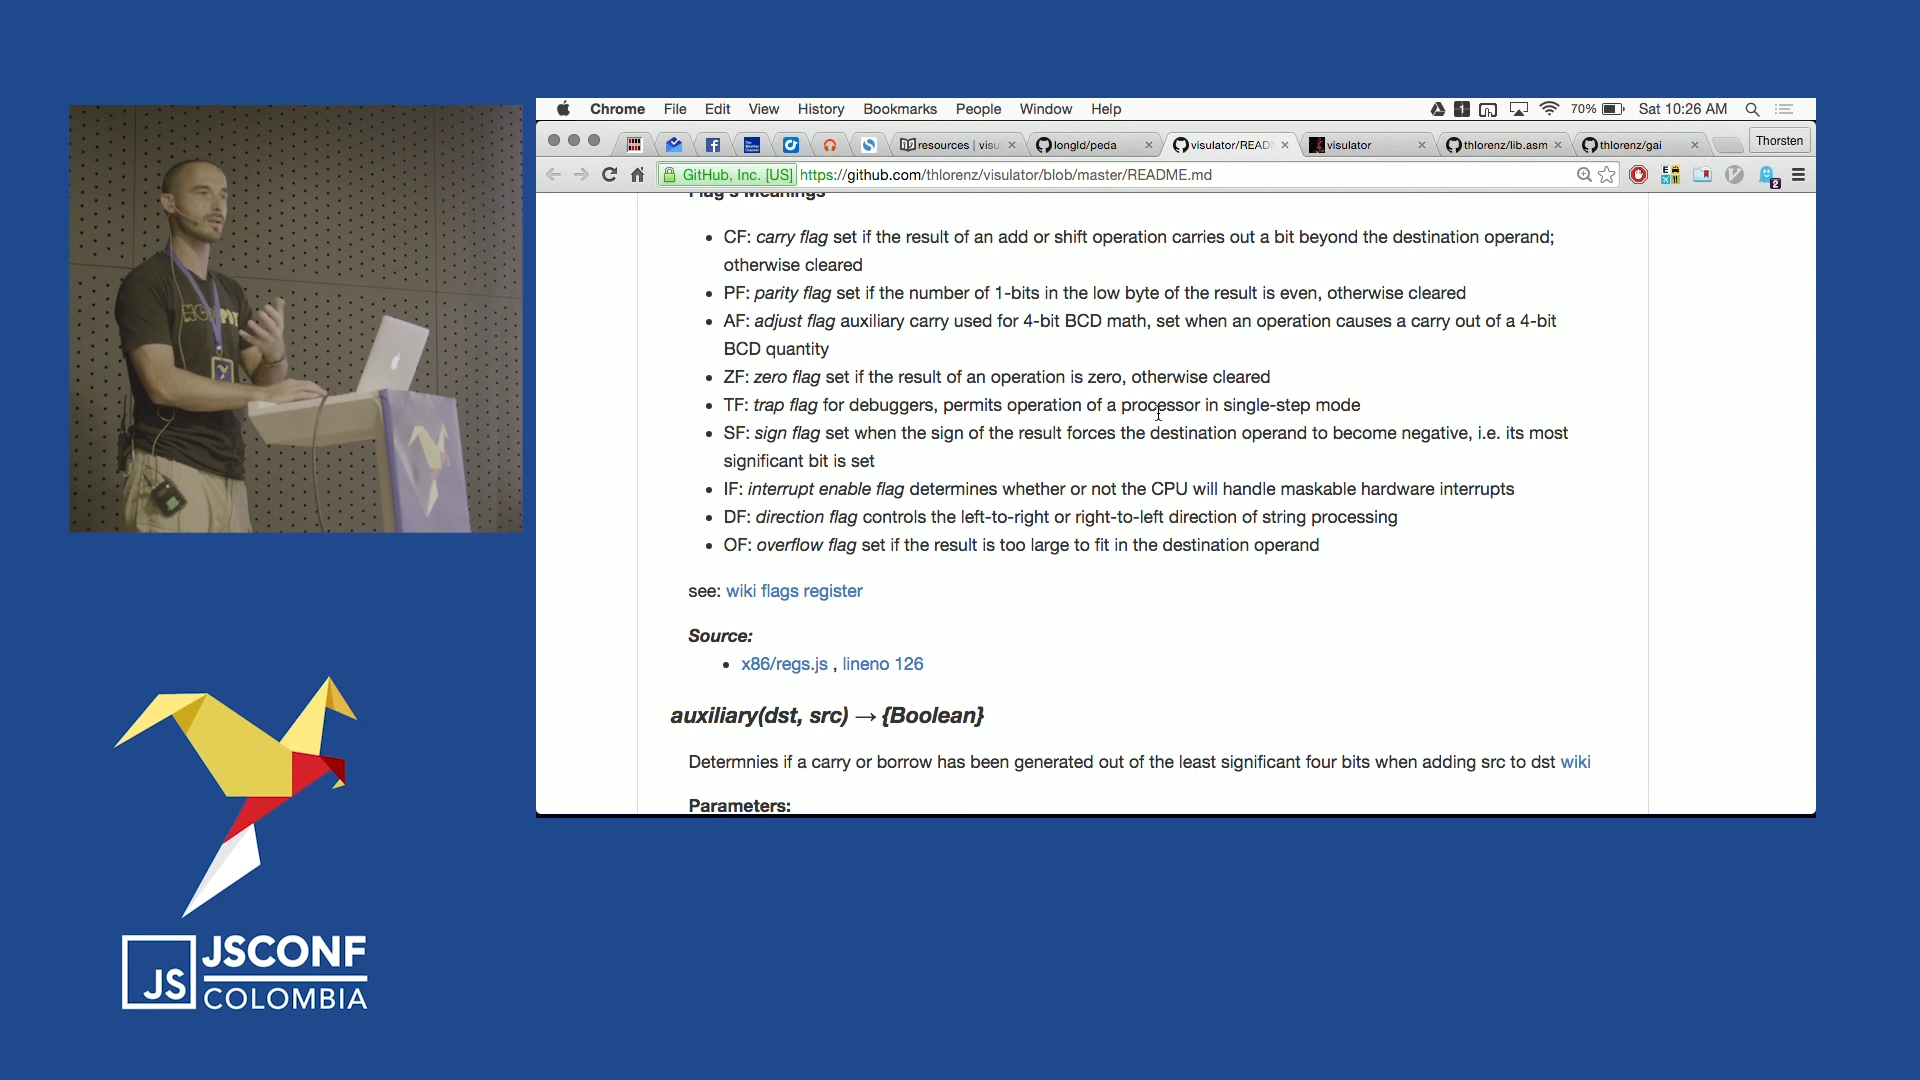 Chrome File Edit View History Bookmarks People Window Help
1 70% Sat 10:26 AM
resources | visu longld/peda visulator/READ visulator thlorenz/lib.asm thlorenz/gai Thorsten
GitHub, Inc. [US] https://github.com/thlorenz/visulator/blob/master/README.md 2
Flag's Meanings
• CF: carry flag set if the result of an add or shift operation carries out a bit beyond the destination operand;
otherwise cleared
• PF: parity flag set if the number of 1-bits in the low byte of the result is even, otherwise cleared
• AF: adjust flag auxiliary carry used for 4-bit BCD math, set when an operation causes a carry out of a 4-bit
BCD quantity
• ZF: zero flag set if the result of an operation is zero, otherwise cleared
• TF: trap flag for debuggers, permits operation of a processor in single-step mode
• SF: sign flag set when the sign of the result forces the destination operand to become negative, i.e. its most
significant bit is set
• IF: interrupt enable flag determines whether or not the CPU will handle maskable hardware interrupts
• DF: direction flag controls the left-to-right or right-to-left direction of string processing
• OF: overflow flag set if the result is too large to fit in the destination operand
see: wiki flags register
Source:
• x86/regs.js , lineno 126
auxiliary(dst, src) → {Boolean}
Determnies if a carry or borrow has been generated out of the least significant four bits when adding src to dst wiki
Parameters:
JS JSCONF
COLOMBIA